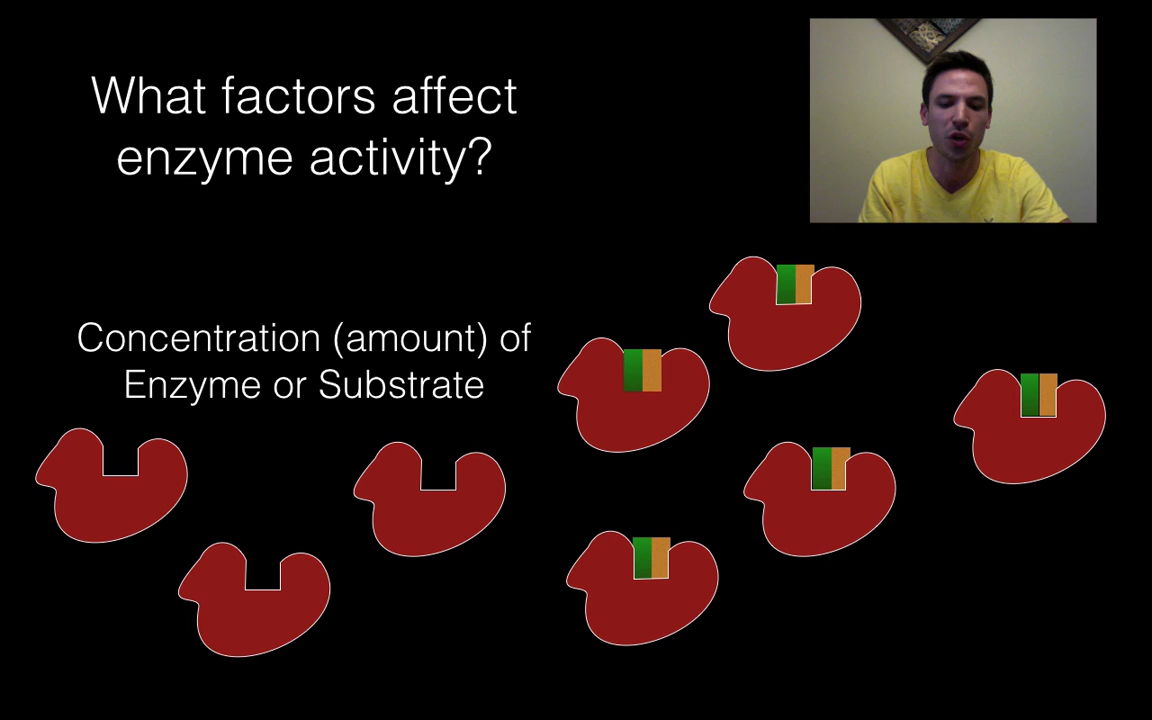 What factors affect
enzyme activity?
Concentration (amount) of
Enzyme or Substrate